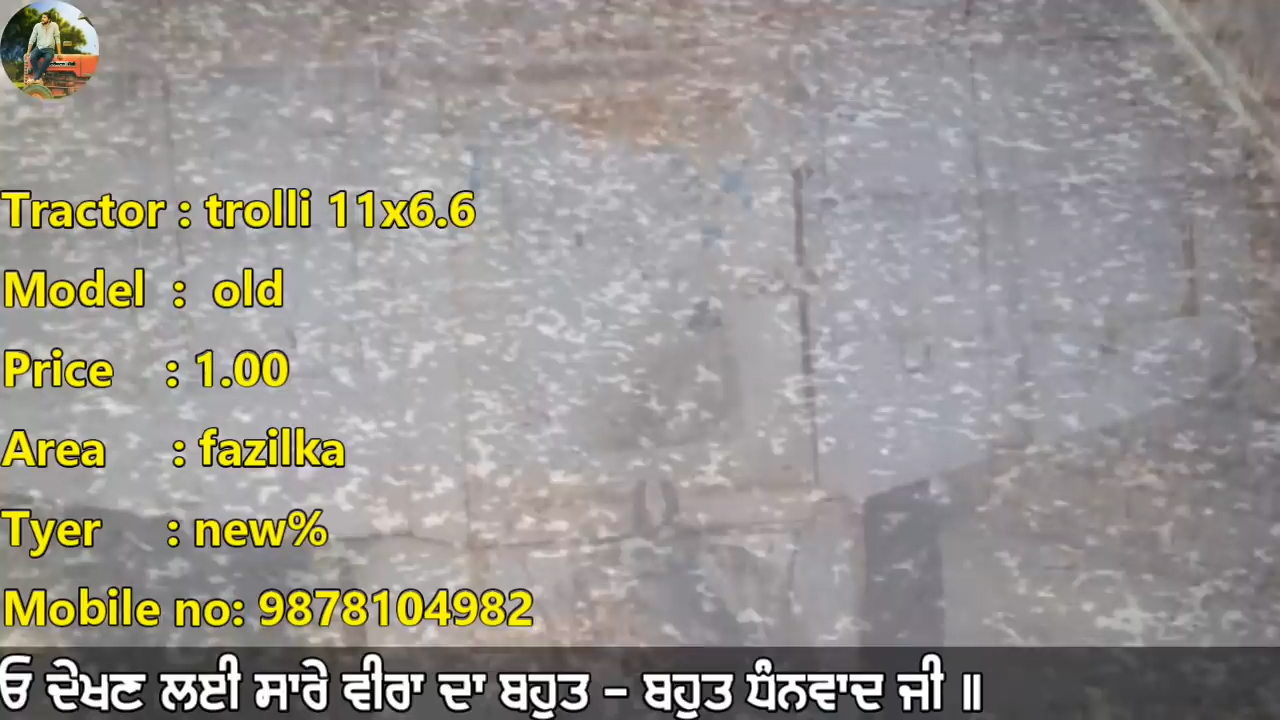 Tractor : trolli 11x6.6
Model : old
Price : 1.00
Area : fazilka
Tyer : new%
Mobile no: 9878104982
ਓ ਦੇਖਣ ਲਈ ਸਾਰੇ ਵੀਰਾ ਦਾ ਬਹੁਤ - ਬਹੁਤ ਧੰਨਵਾਦ ਜੀ ॥